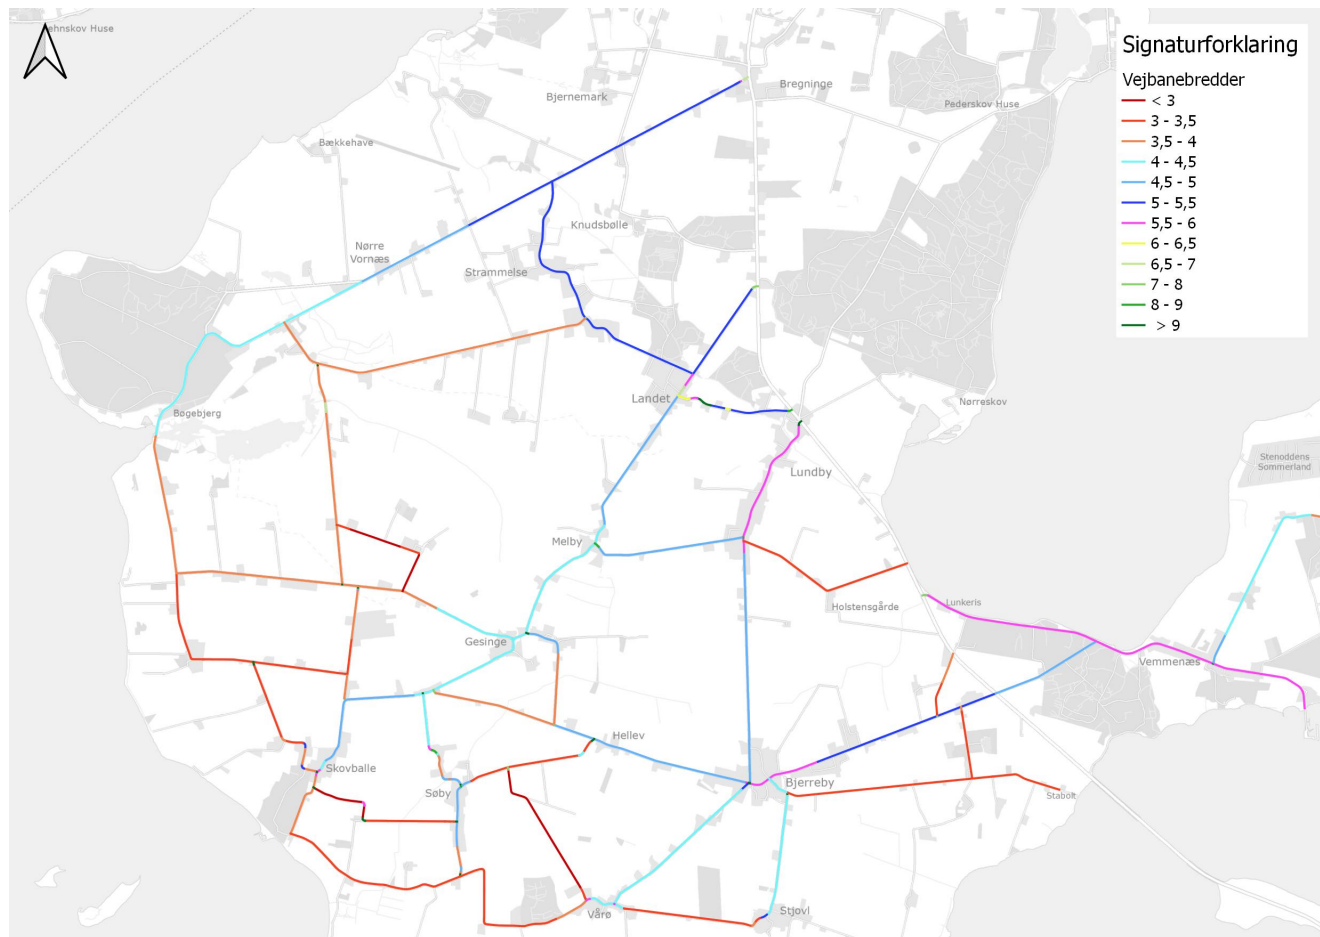 ehnskov Huse
Signaturforklaring
Vejbanebredder
< 3
3 - 3,5
3,5 - 4
4 - 4,5
4,5 - 5
5 - 5,5
5,5 - 6
6 - 6,5
6,5 - 7
7 - 8
8 - 9
> 9
Bregninge
Bjernemark
Pederskov Huse
Bækkehave
Knudsbølle
Nørre
Vornæs
Strammelse
Landet
Nørreskov
Bøgebjerg
Lundby
Stenoddens
Sommerland
Melby
Holstensgårde
Lunkeris
Gesinge
Vemmenæs
Hellev
Skovballe
Bjerreby
Søby
Stabolt
Vårø
Stjovl